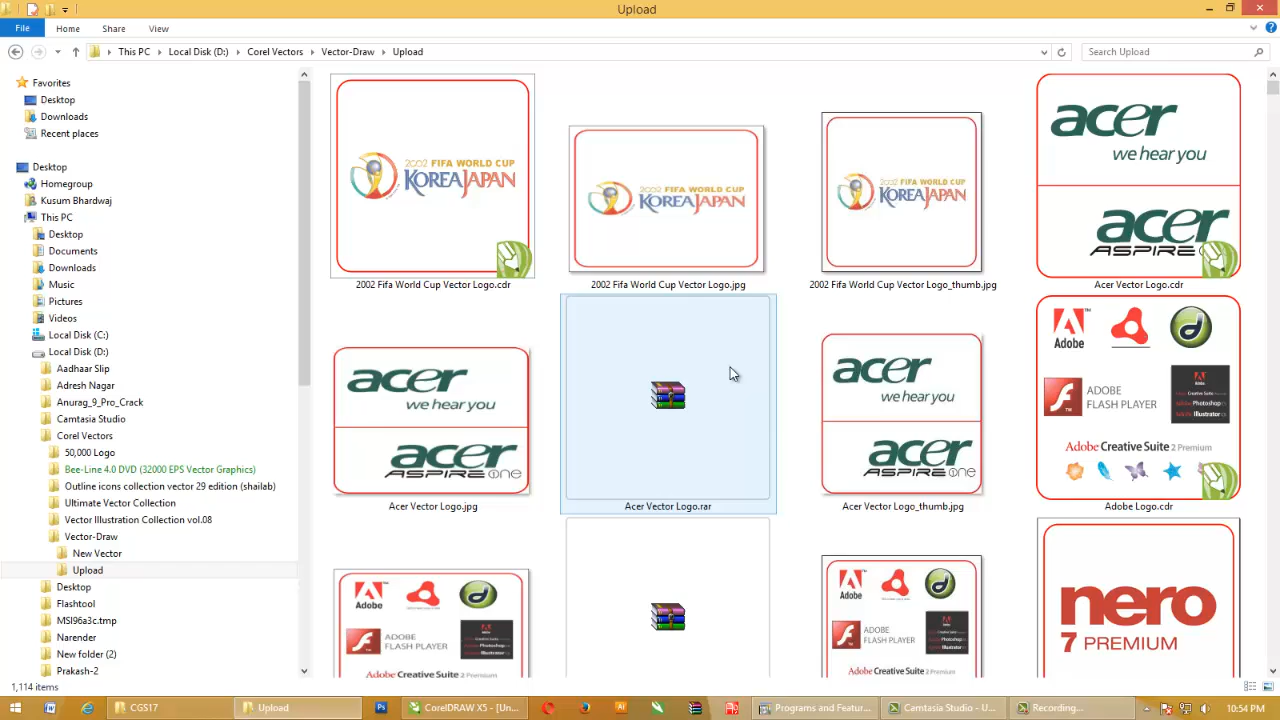 Upload
File
Home
Share
View
This PC
Local Disk (D:)
Corel Vectors
Vector-Draw
Upload
Search Upload
Favorites
Desktop
Downloads
Recent places
Desktop
Homegroup
Kusum Bhardwaj
This PC
Desktop
Documents
Downloads
Music
Pictures
Videos
Local Disk (C:)
Local Disk (D:)
Aadhaar Slip
Adresh Nagar
Anurag_9_Pro_Crack
Camtasia Studio
Corel Vectors
50,000 Logo
Bee-Line 4.0 DVD (32000 EPS Vector Graphics)
Outline icons collection vector 29 edition (shailab)
Ultimate Vector Collection
Vector Illustration Collection vol.08
Vector-Draw
New Vector
Upload
Desktop
Flashtool
MSI96a3c.tmp
Narender
New folder (2)
Prakash-2
2002 FIFA WORLD CUP
KOREAJAPAN
2002 Fifa World Cup Vector Logo.cdr
2002 FIFA WORLD CUP
KOREAJAPAN
2002 Fifa World Cup Vector Logo.jpg
2002 FIFA WORLD CUP
KOREAJAPAN
2002 Fifa World Cup Vector Logo_thumb.jpg
acer
we hear you
acer
ASPIRE
Acer Vector Logo.cdr
acer
we hear you
acer
ASPIRE one
Acer Vector Logo.jpg
Acer Vector Logo.rar
acer
we hear you
acer
ASPIRE one
Acer Vector Logo_thumb.jpg
Adobe
ADOBE
FLASH PLAYER
Adobe Creative Suite 2 Premium
Adobe Logo.cdr
Adobe
ADOBE
FLASH PLAYER
Adobe Creative Suite 2 Premium
Adobe
ADOBE
FLASH PLAYER
Adobe Creative Suite 2 Premium
nero
7 PREMIUM
1,114 items
CGS17
Upload
CorelDRAW X5 - [Un...
Programs and Featur...
Camtasia Studio - U...
Recording...
10:54 PM